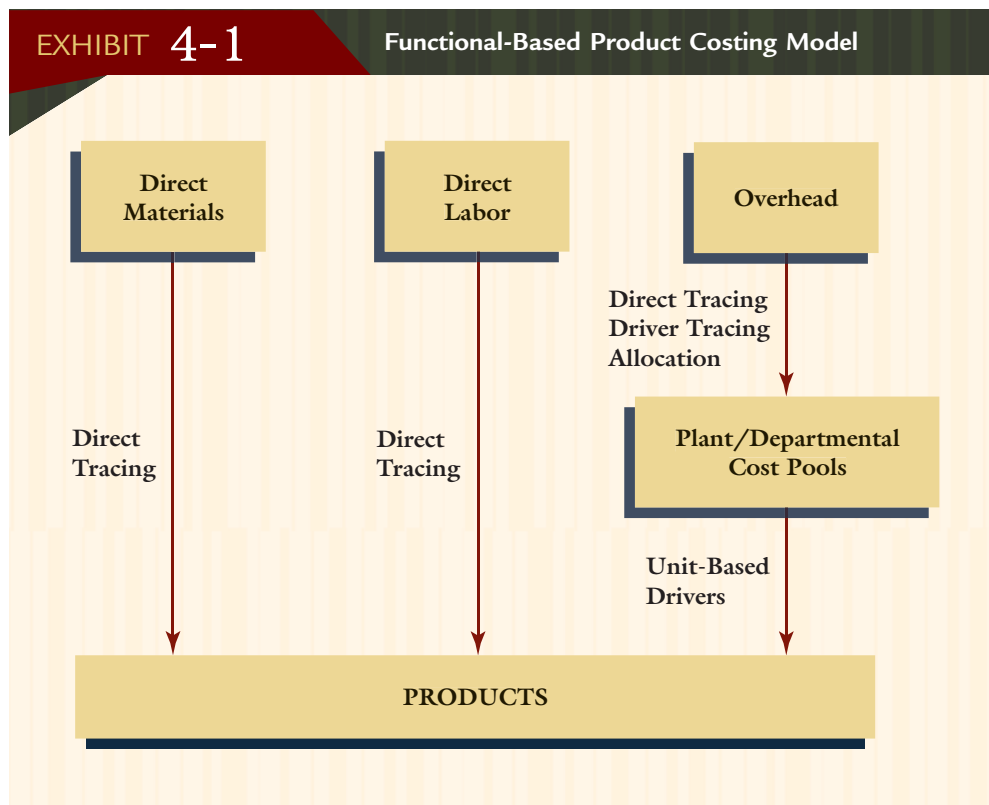 EXHIBIT 4-1
Functional-Based Product Costing Model
Direct
Materials
Direct
Labor
Overhead
Direct Tracing
Driver Tracing
Allocation
Direct
Tracing
Direct
Tracing
Plant/Departmental
Cost Pools
Unit-Based
Drivers
PRODUCTS